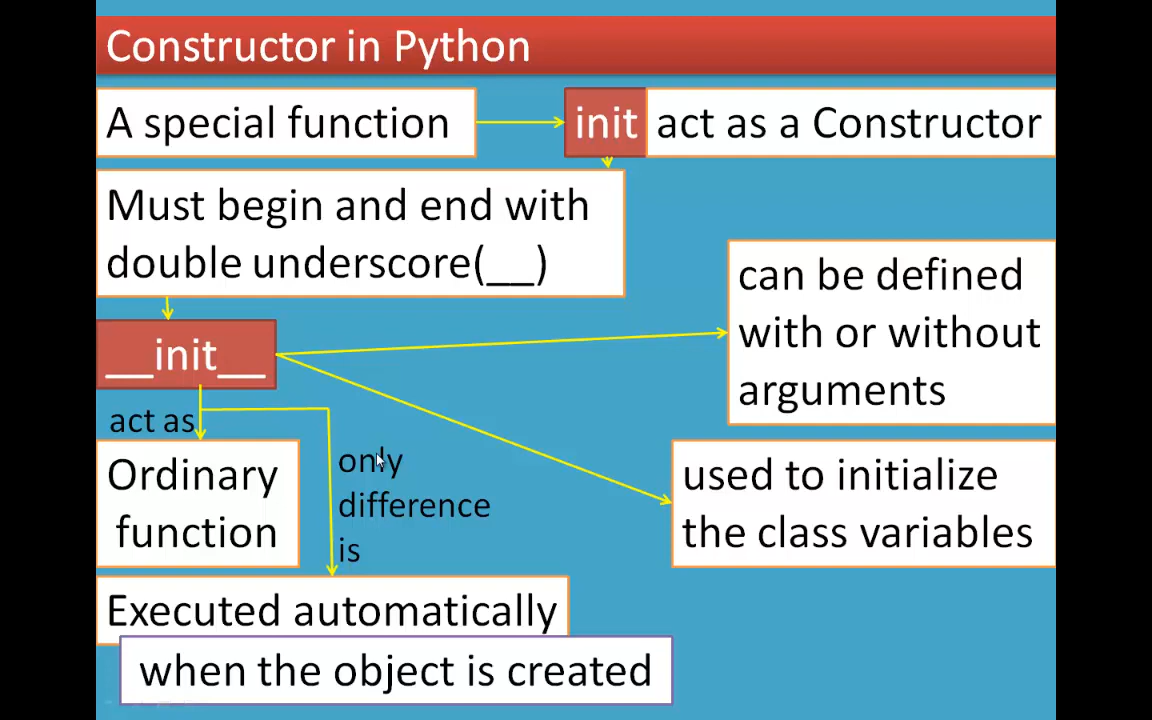 Constructor in Python
A special function
init act as a Constructor
Must begin and end with
double underscore(__)
can be defined
with or without
arguments
__init__
act as
Ordinary
function
only
difference
is
used to initialize
the class variables
Executed automatically
when the object is created